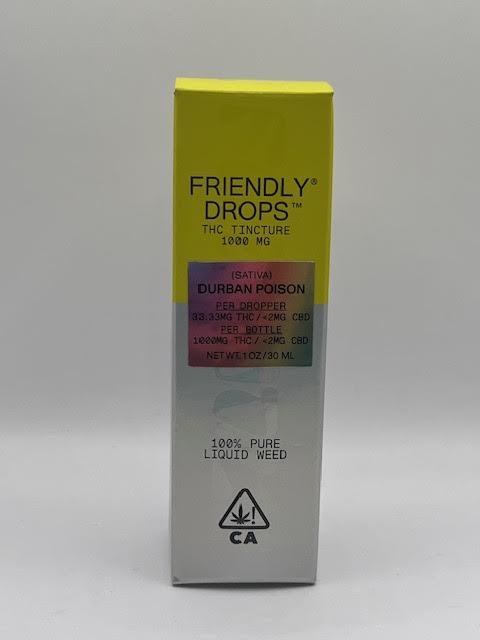 FRIENDLY®
DROPS™
THC TINCTURE
1000 MG
(SATIVA)
DURBAN POISON
PER DROPPER
33.33MG THC / <2MG CBD
PER BOTTLE
1000MG THC / <2MG CBD
NET WT. 1 OZ / 30 ML
100% PURE
LIQUID WEED
!
CA